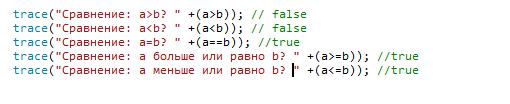 trace("Сравнение: a>b? " +(a>b)); // false
trace("Сравнение: a<b? " +(a<b)); // false
trace("Сравнение: a=b? " +(a==b)); //true
trace("Сравнение: a больше или равно b? " +(a>=b)); //true
trace("Сравнение: a меньше или равно b? " +(a<=b)); //true